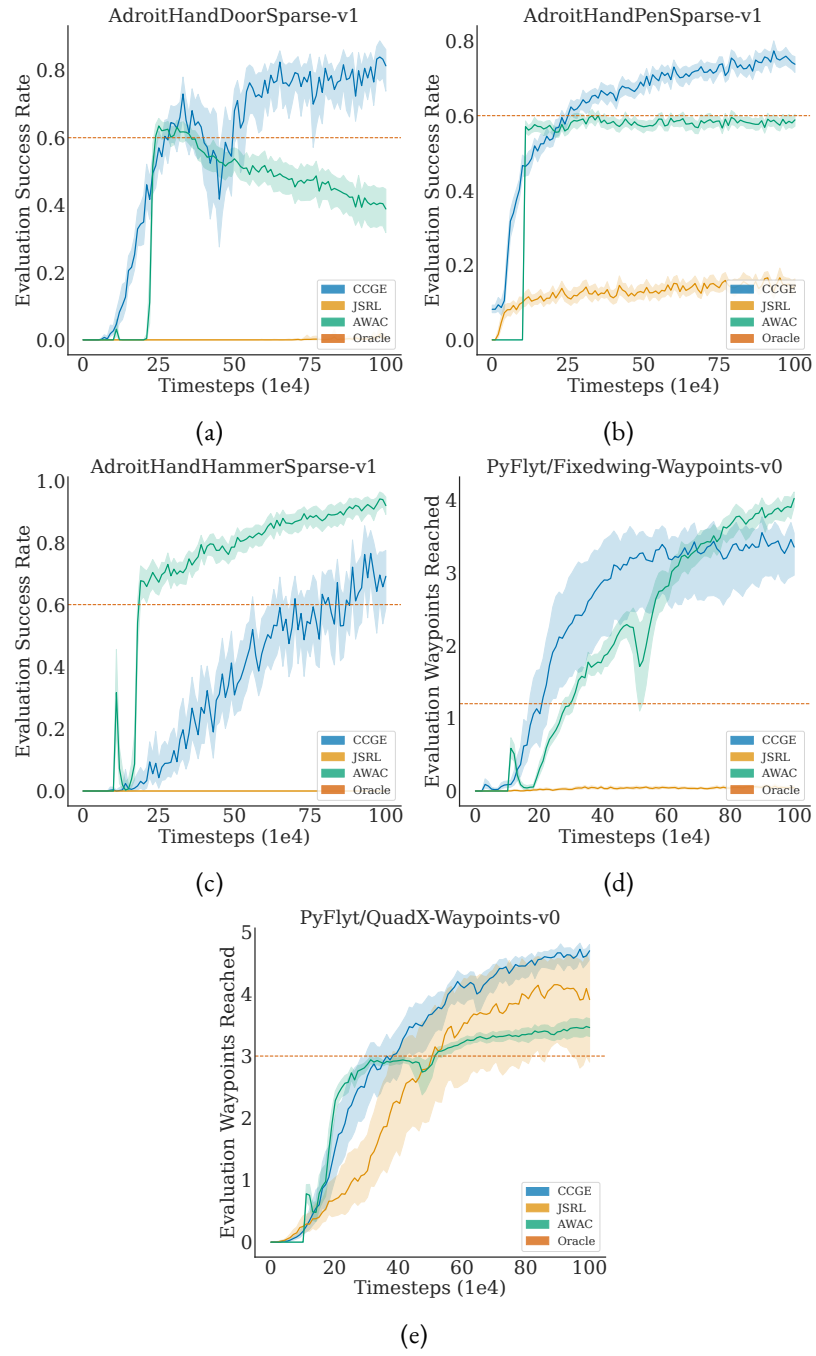 AdroitHandDoorSparse-v1
Evaluation Success Rate
0.8
0.6
0.4
0.2
0.0
CCGE
JSRL
AWAC
Oracle
0 25 50 75 100
Timesteps (1e4)
(a)
AdroitHandPenSparse-v1
Evaluation Success Rate
0.8
0.6
0.4
0.2
0.0
CCGE
JSRL
AWAC
Oracle
0 25 50 75 100
Timesteps (1e4)
(b)
AdroitHandHammerSparse-v1
Evaluation Success Rate
1.0
0.8
0.6
0.4
0.2
0.0
CCGE
JSRL
AWAC
Oracle
0 25 50 75 100
Timesteps (1e4)
(c)
PyFlyt/Fixedwing-Waypoints-v0
Evaluation Waypoints Reached
4
3
2
1
0
CCGE
JSRL
AWAC
Oracle
0 20 40 60 80 100
Timesteps (1e4)
(d)
PyFlyt/QuadX-Waypoints-v0
Evaluation Waypoints Reached
5
4
3
2
1
0
CCGE
JSRL
AWAC
Oracle
0 20 40 60 80 100
Timesteps (1e4)
(e)